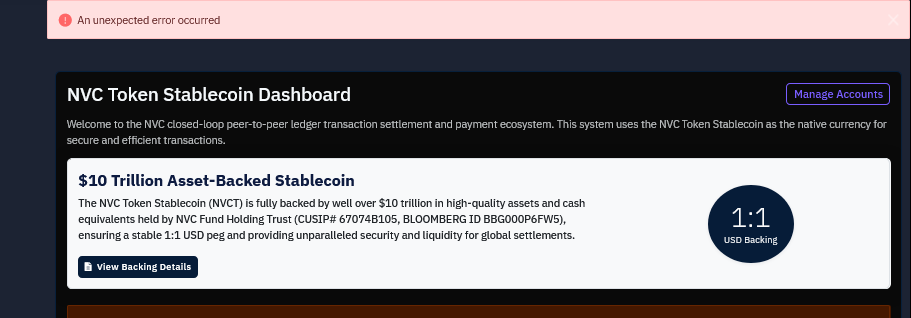 An unexpected error occurred
NVC Token Stablecoin Dashboard
Manage Accounts
Welcome to the NVC closed-loop peer-to-peer ledger transaction settlement and payment ecosystem. This system uses the NVC Token Stablecoin as the native currency for
secure and efficient transactions.
$10 Trillion Asset-Backed Stablecoin
The NVC Token Stablecoin (NVCT) is fully backed by well over $10 trillion in high-quality assets and cash
equivalents held by NVC Fund Holding Trust (CUSIP# 67074B105, BLOOMBERG ID BBG000P6FW5),
ensuring a stable 1:1 USD peg and providing unparalleled security and liquidity for global settlements.
1:1
USD Backing
View Backing Details